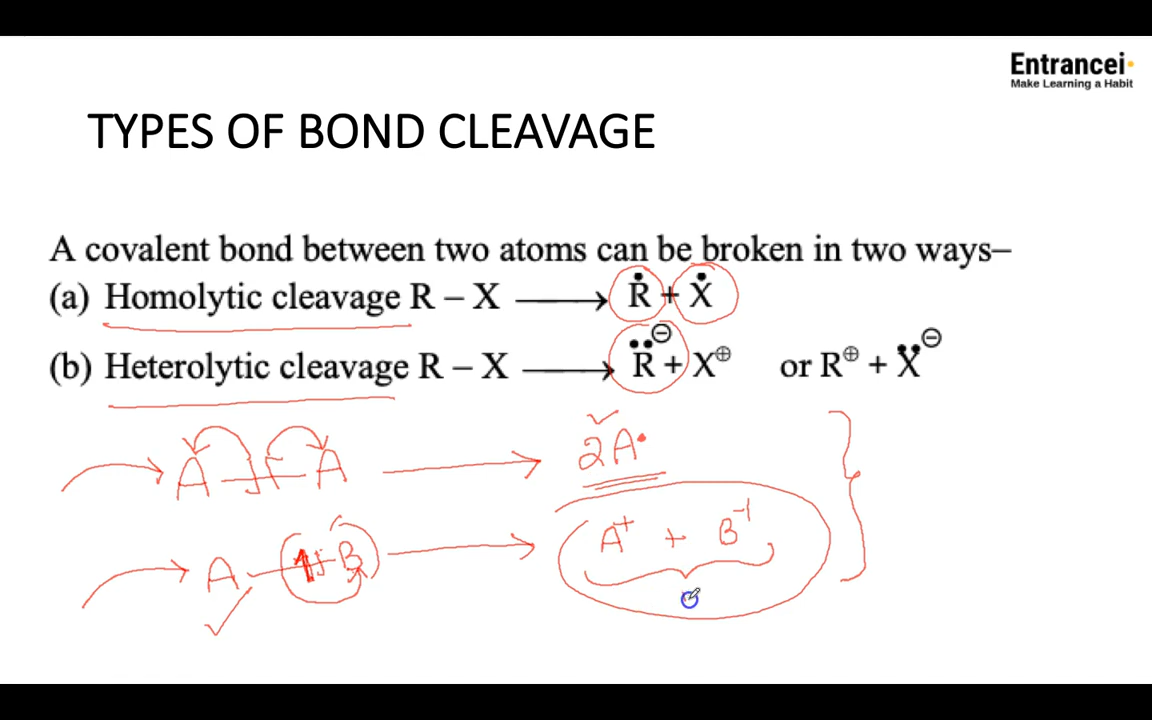 Entrancei
Make Learning a Habit
TYPES OF BOND CLEAVAGE
A covalent bond between two atoms can be broken in two ways–
(a) Homolytic cleavage R – X ⟶ Ṙ + Ẋ
(b) Heterolytic cleavage R – X ⟶ R̈⊖ + X⊕ or R⊕ + Ẍ⊖
A – A ⟶ 2A•
A – B ⟶ A⁺ + B⁻¹